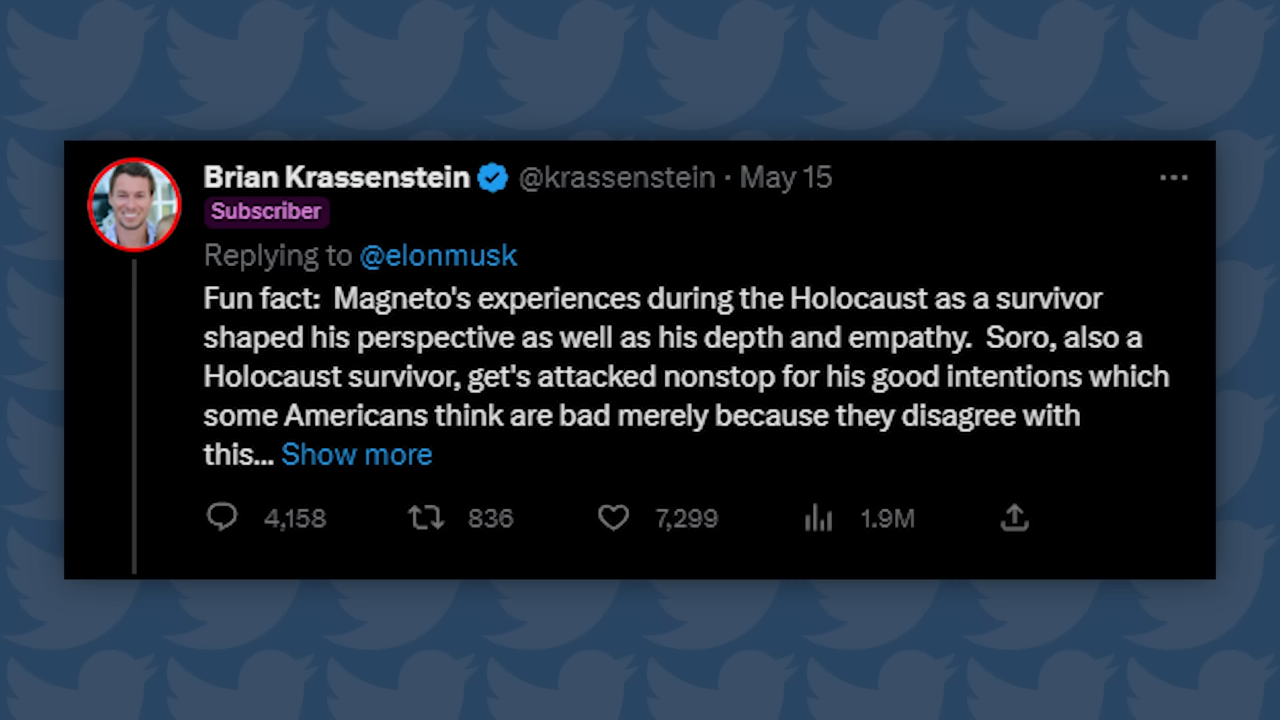 Brian Krassenstein @krassenstein · May 15
Subscriber
Replying to @elonmusk
Fun fact:  Magneto's experiences during the Holocaust as a survivor
shaped his perspective as well as his depth and empathy.  Soro, also a
Holocaust survivor, get's attacked nonstop for his good intentions which
some Americans think are bad merely because they disagree with
this... Show more
4,158 836 7,299 1.9M